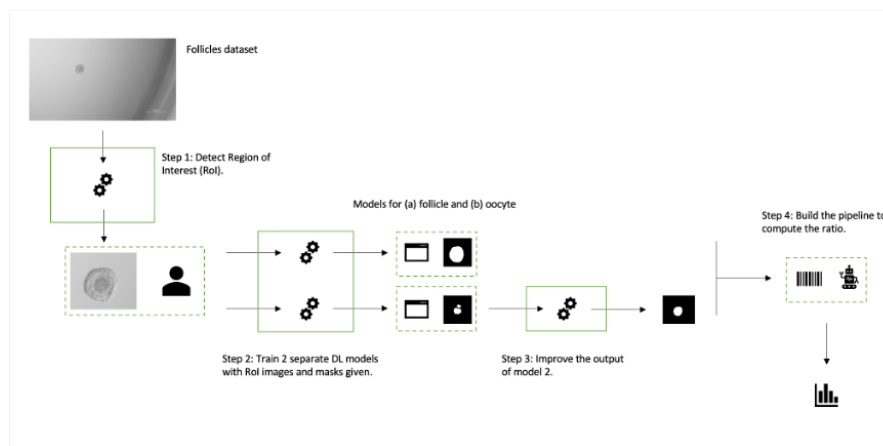 Follicles dataset
Step 1: Detect Region of
Interest (RoI).
Models for (a) follicle and (b) oocyte
Step 4: Build the pipeline to
compute the ratio.
Step 2: Train 2 separate DL models
with RoI images and masks given.
Step 3: Improve the output
of model 2.